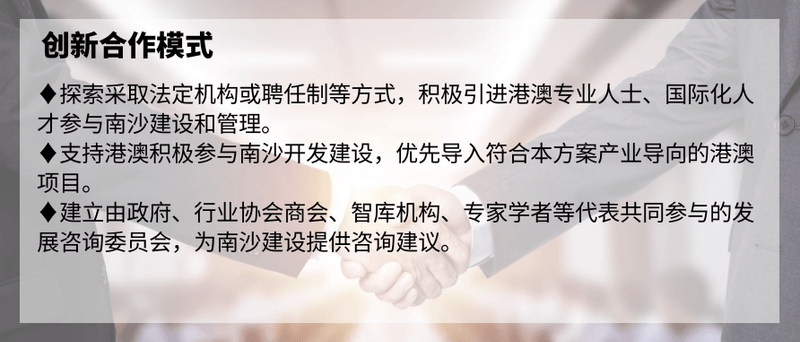 创新合作模式
♦探索采取法定机构或聘任制等方式，积极引进港澳专业人士、国际化人
才参与南沙建设和管理。
♦支持港澳积极参与南沙开发建设，优先导入符合本方案产业导向的港澳
项目。
♦建立由政府、行业协会商会、智库机构、专家学者等代表共同参与的发
展咨询委员会，为南沙建设提供咨询建议。